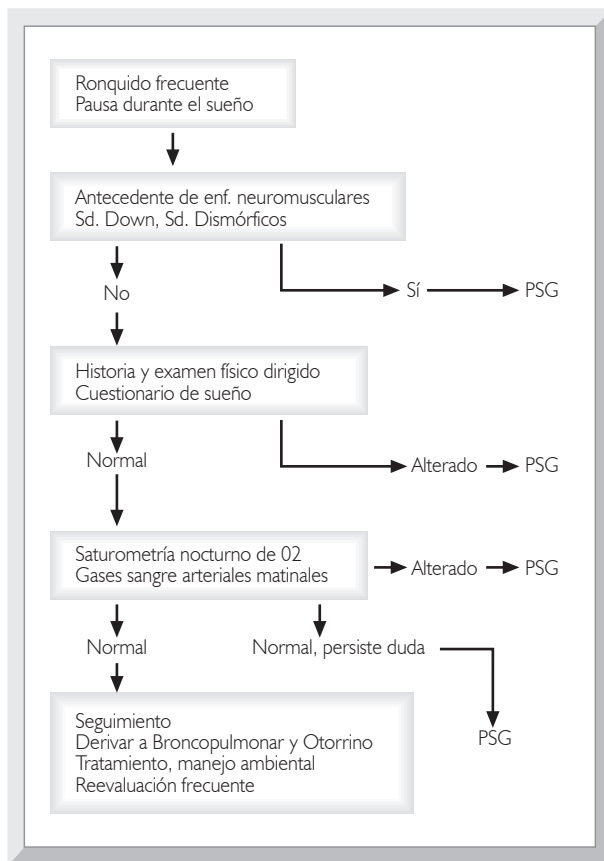 Ronquido frecuente
Pausa durante el sueño
Antecedente de enf. neuromusculares
Sd. Down, Sd. Dismórficos
No
Sí
PSG
Historia y examen físico dirigido
Cuestionario de sueño
Normal
Alterado
PSG
Saturometría nocturno de 02
Gases sangre arteriales matinales
Alterado
PSG
Normal
Normal, persiste duda
PSG
Seguimiento
Derivar a Broncopulmonar y Otorrino
Tratamiento, manejo ambiental
Reevaluación frecuente